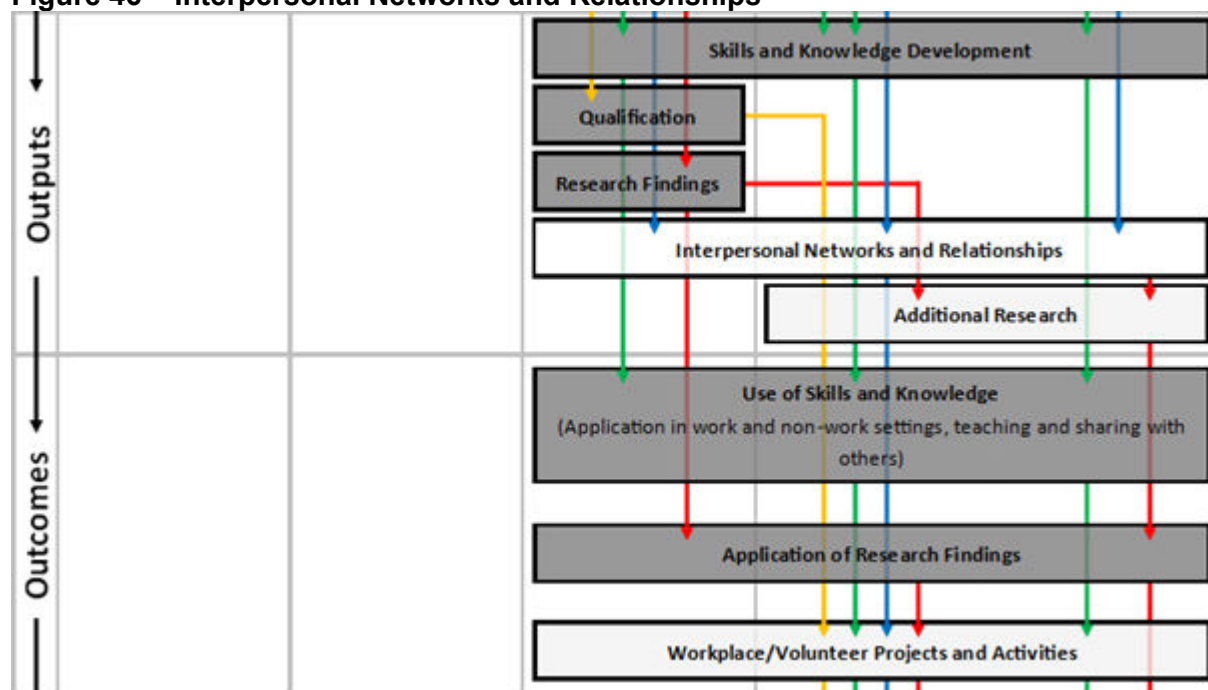 Figure 40 – Interpersonal Networks and Relationships
Outputs
Skills and Knowledge Development
Qualification
Research Findings
Interpersonal Networks and Relationships
Additional Research
Outcomes
Use of Skills and Knowledge
(Application in work and non-work settings, teaching and sharing with
others)
Application of Research Findings
Workplace/Volunteer Projects and Activities